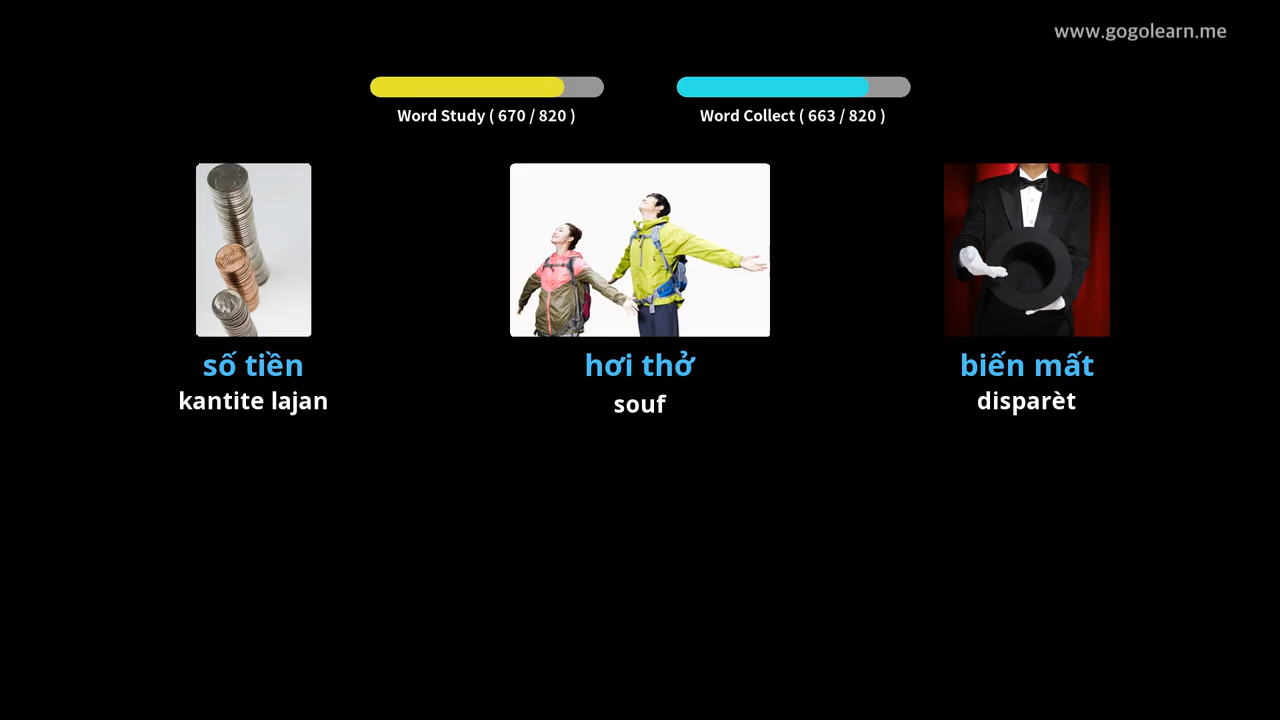 www.gogolearn.me
Word Study ( 670 / 820 )
Word Collect ( 663 / 820 )
số tiền
kantite lajan
hơi thở
souf
biến mất
disparèt